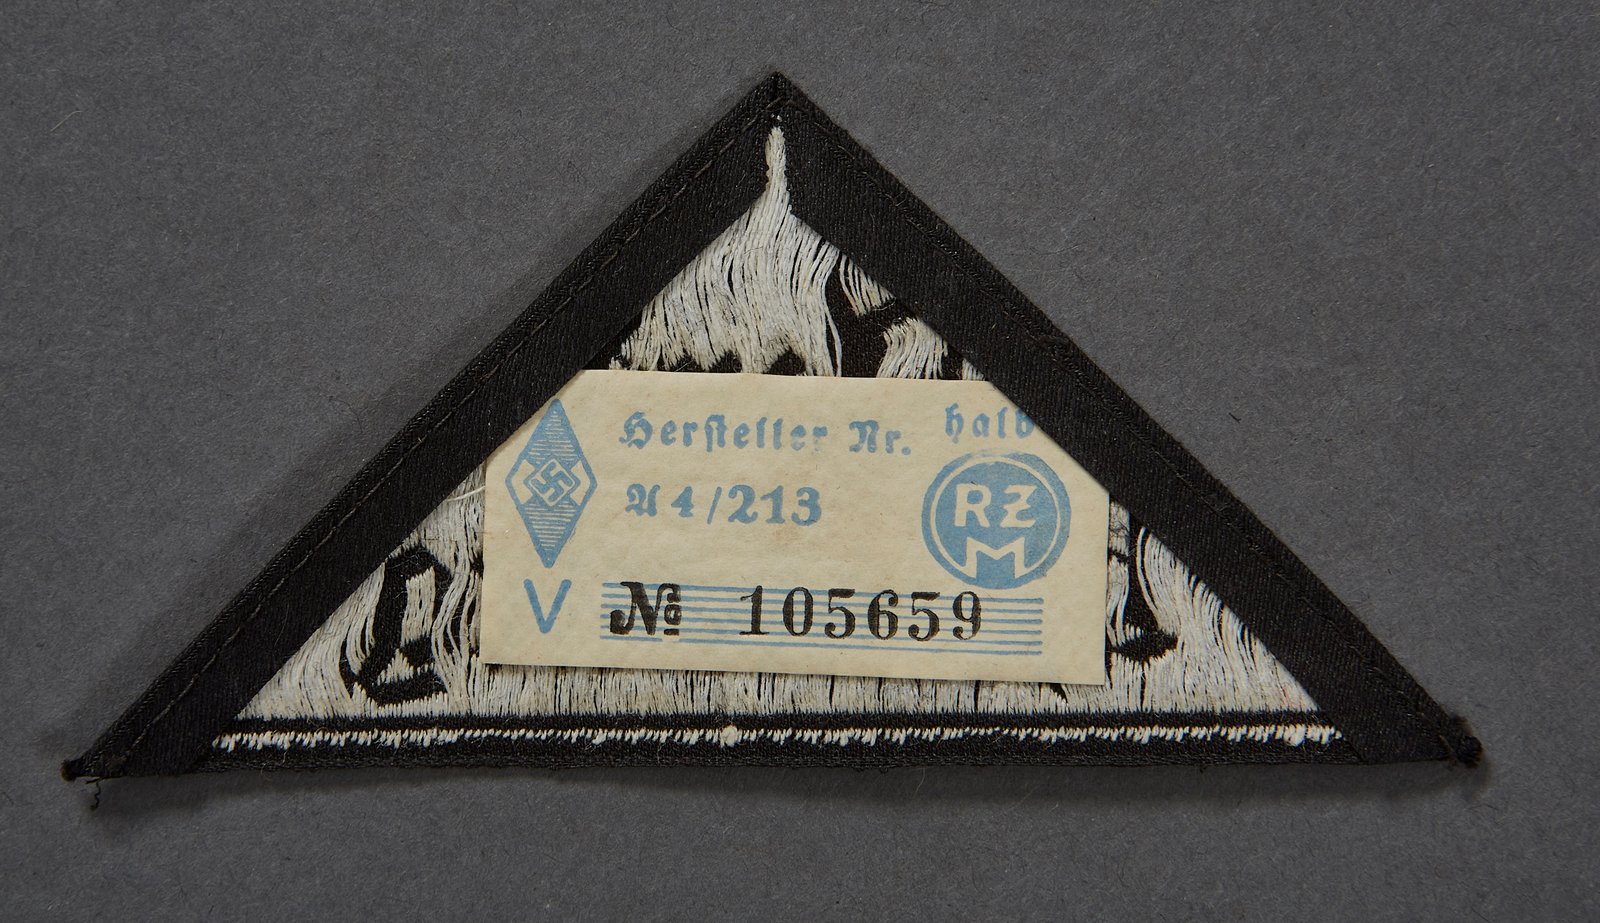 Hersteller Nr. halb
A 4/213
RZM
V № 105659